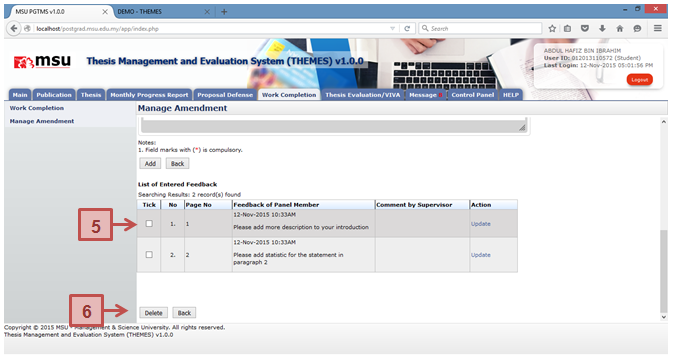 MSU PGTMS v1.0.0
DEMO - THEMES
localhost/postgrad.msu.edu.my/app/index.php
Search
msu
Thesis Management and Evaluation System (THEMES) v1.0.0
ABDUL HAFIZ BIN IBRAHIM
User ID: 012013110572 (Student)
Last Login: 12-Nov-2015 05:01:56 PM
Logout
Main Publication Thesis Monthly Progress Report Proposal Defense Work Completion Thesis Evaluation/VIVA Message Control Panel HELP
Work Completion
Manage Amendment
Manage Amendment
Notes:
1. Field marks with (*) is compulsory.
Add Back
List of Entered Feedback
Searching Results: 2 record(s) found
Tick No Page No Feedback of Panel Member Comment by Supervisor Action
12-Nov-2015 10:33AM
5 1. 1 Please add more description to your introduction Update
12-Nov-2015 10:33AM
2. 2 Please add statistic for the statement in Update
paragraph 2
6 Delete Back
Copyright © 2015 MSU - Management & Science University. All rights reserved.
Thesis Management and Evaluation System (THEMES) v1.0.0